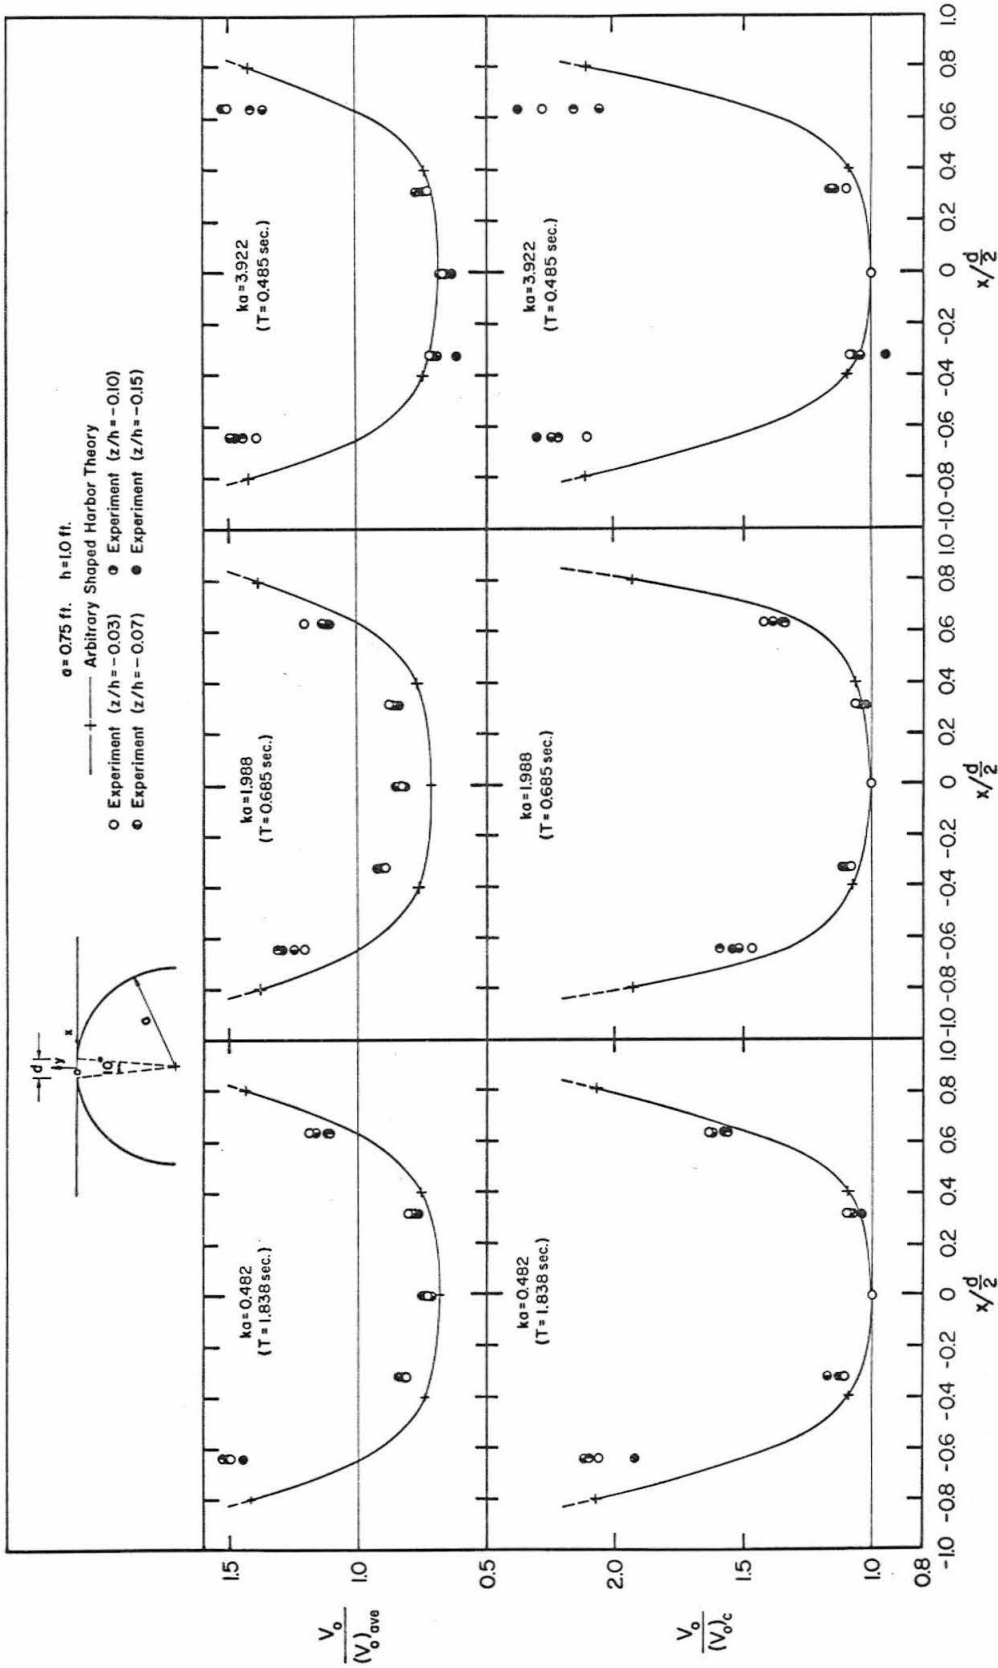 a = 0.75 ft. h = 1.0 ft.
Arbitrary Shaped Harbor Theory
Experiment (z/h = -0.03)
Experiment (z/h = -0.10)
Experiment (z/h = -0.07)
Experiment (z/h = -0.15)
d
y
o
x
a
10°
V₀/(V₀)ave
1.5
1.0
0.5
ka = 0.482
(T = 1.838 sec.)
ka = 1.988
(T = 0.685 sec.)
ka = 3.922
(T = 0.485 sec.)
V₀/(V₀)c
2.0
1.5
1.0
0.8
ka = 0.482
(T = 1.838 sec.)
ka = 1.988
(T = 0.685 sec.)
ka = 3.922
(T = 0.485 sec.)
-1.0 -0.8 -0.6 -0.4 -0.2 0 0.2 0.4 0.6 0.8 1.0
-1.0 -0.8 -0.6 -0.4 -0.2 0 0.2 0.4 0.6 0.8 1.0
-1.0 -0.8 -0.6 -0.4 -0.2 0 0.2 0.4 0.6 0.8 1.0
x/d/2
x/d/2
x/d/2